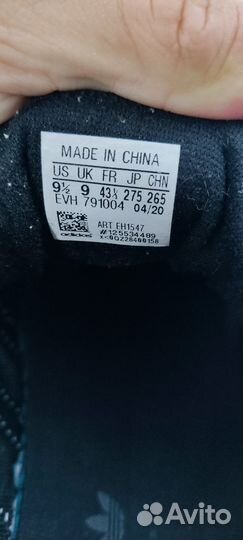 MADE IN CHINA
US UK FR JP CHN
9½ 9 43⅓ 275 265
EVH 791004 04/20
ART EH1547
#125534489
adidas
Avito